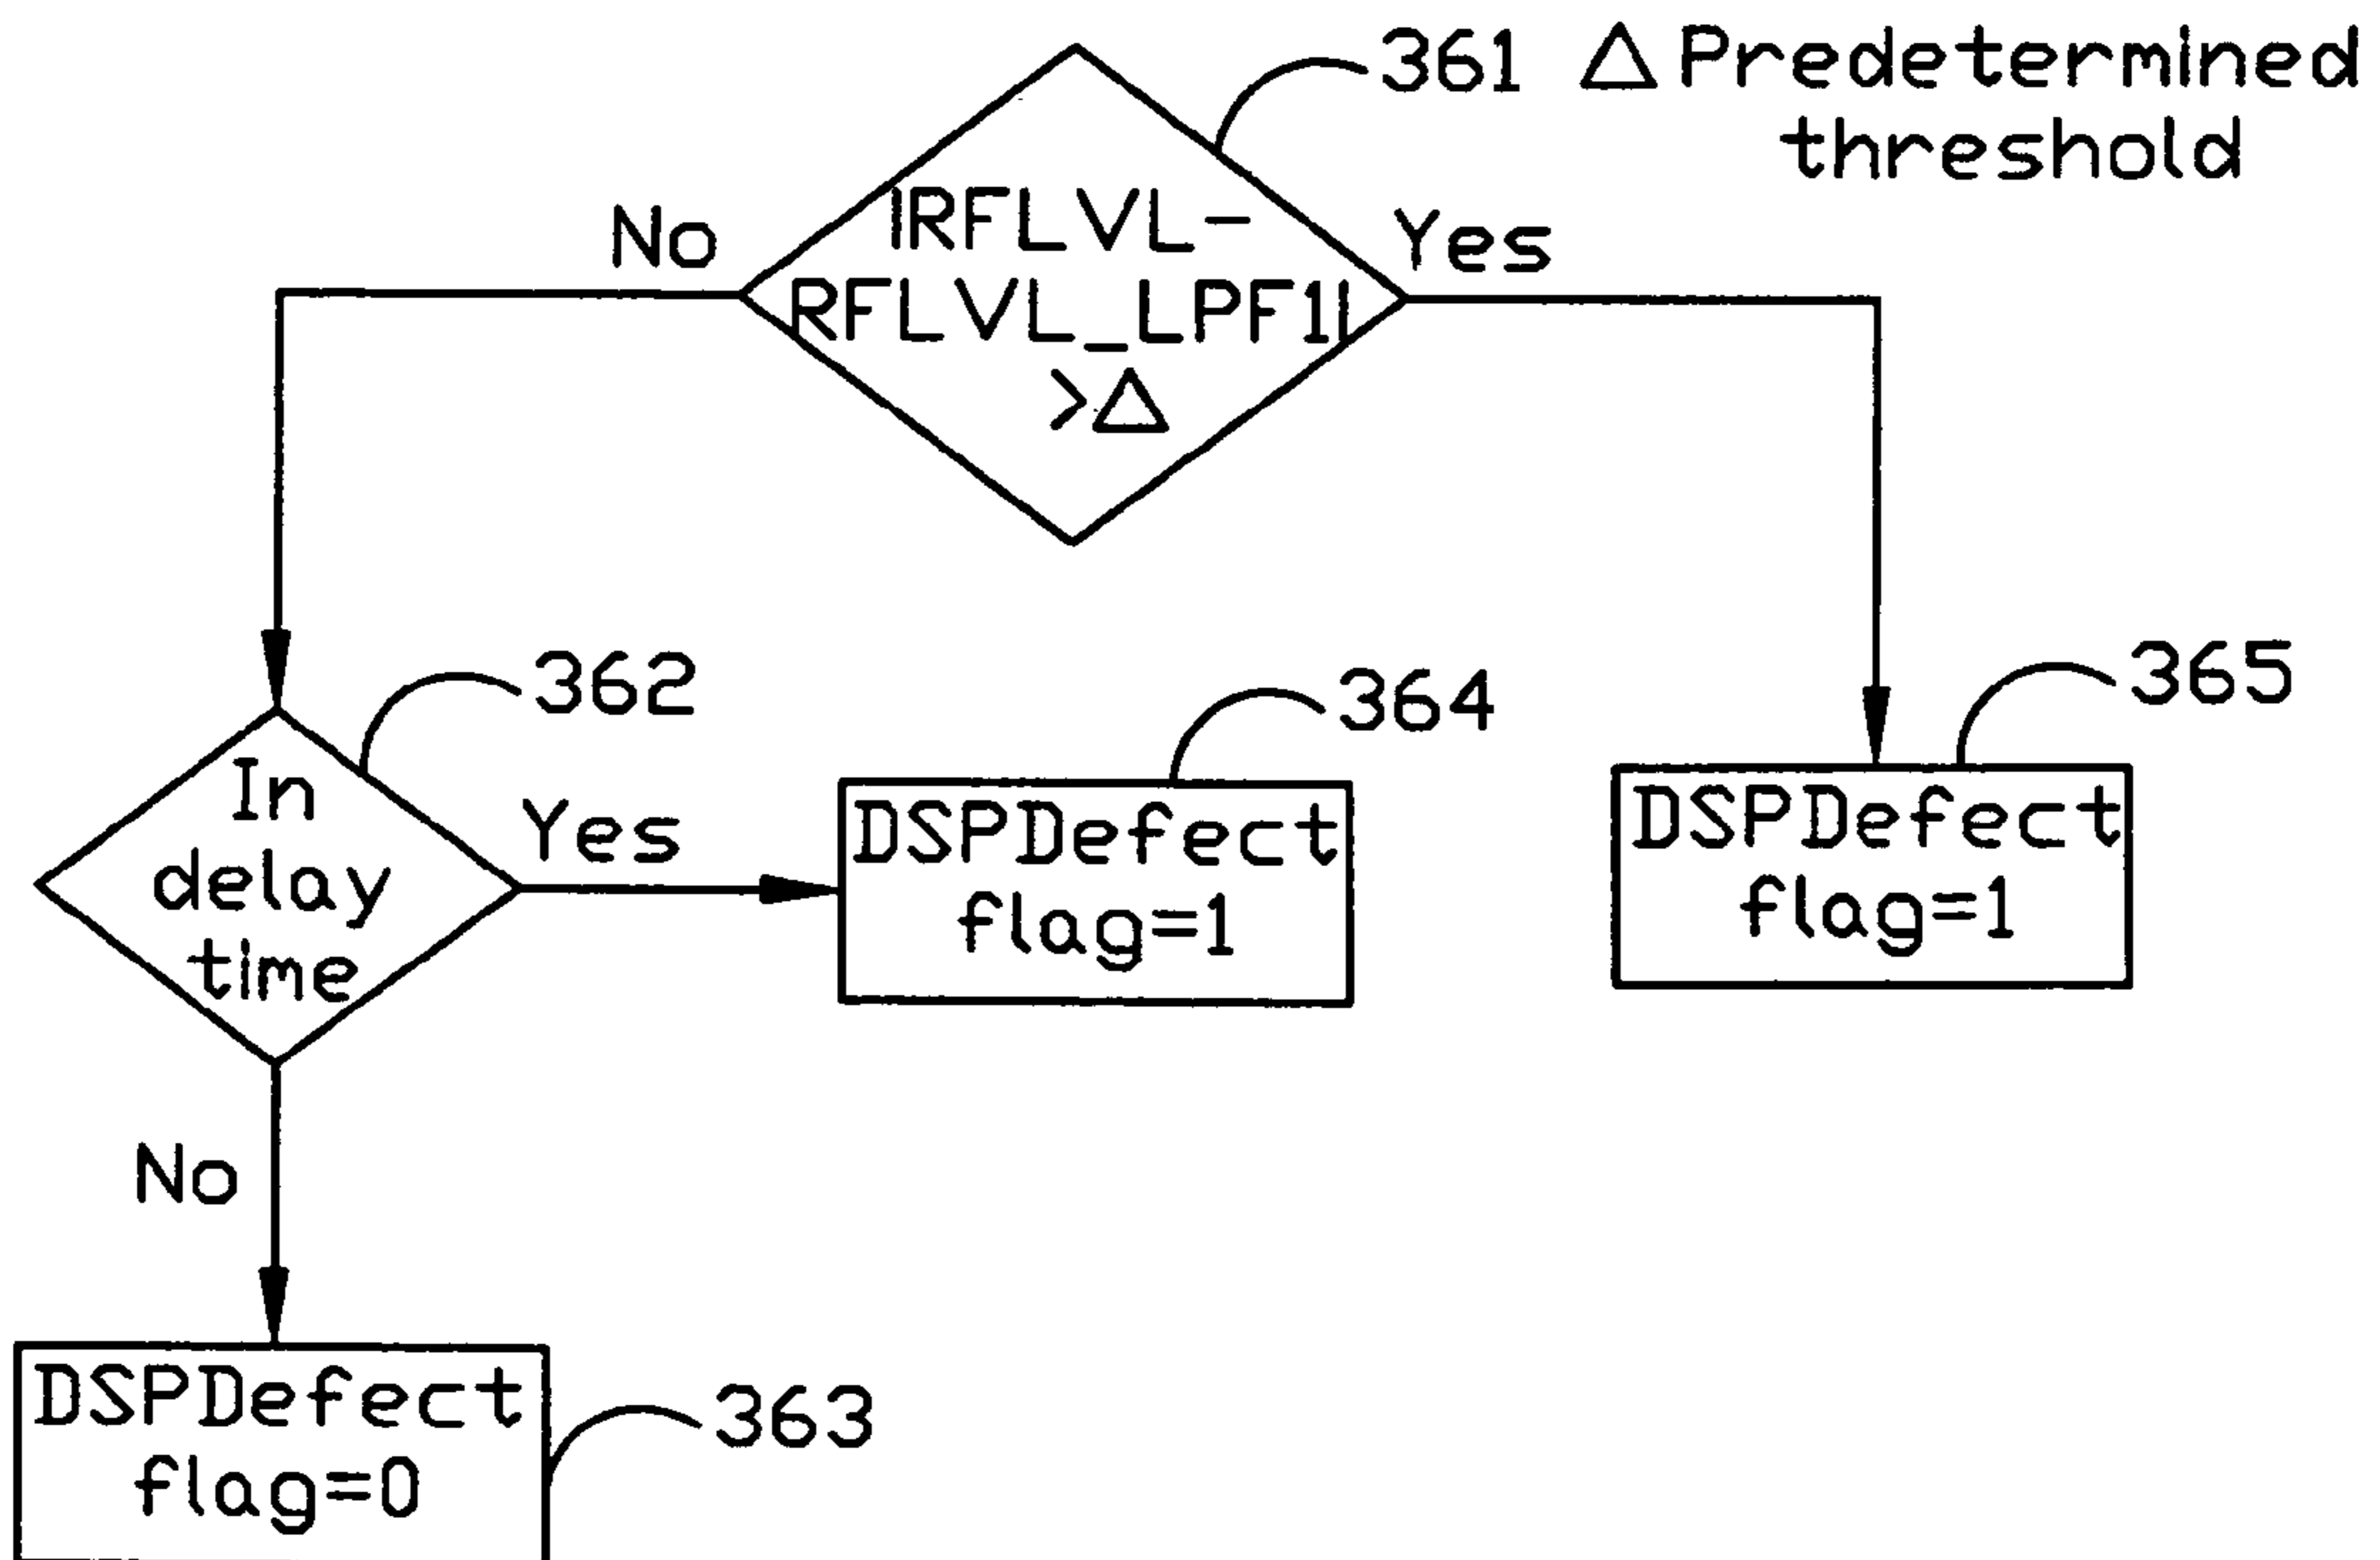 361 △ Predetermined
threshold
|RFLVL-
RFLVL_LPF1|
>△
No
Yes
362
In
delay
time
Yes
No
364
DSPDefect
flag=1
365
DSPDefect
flag=1
DSPDefect
flag=0
363